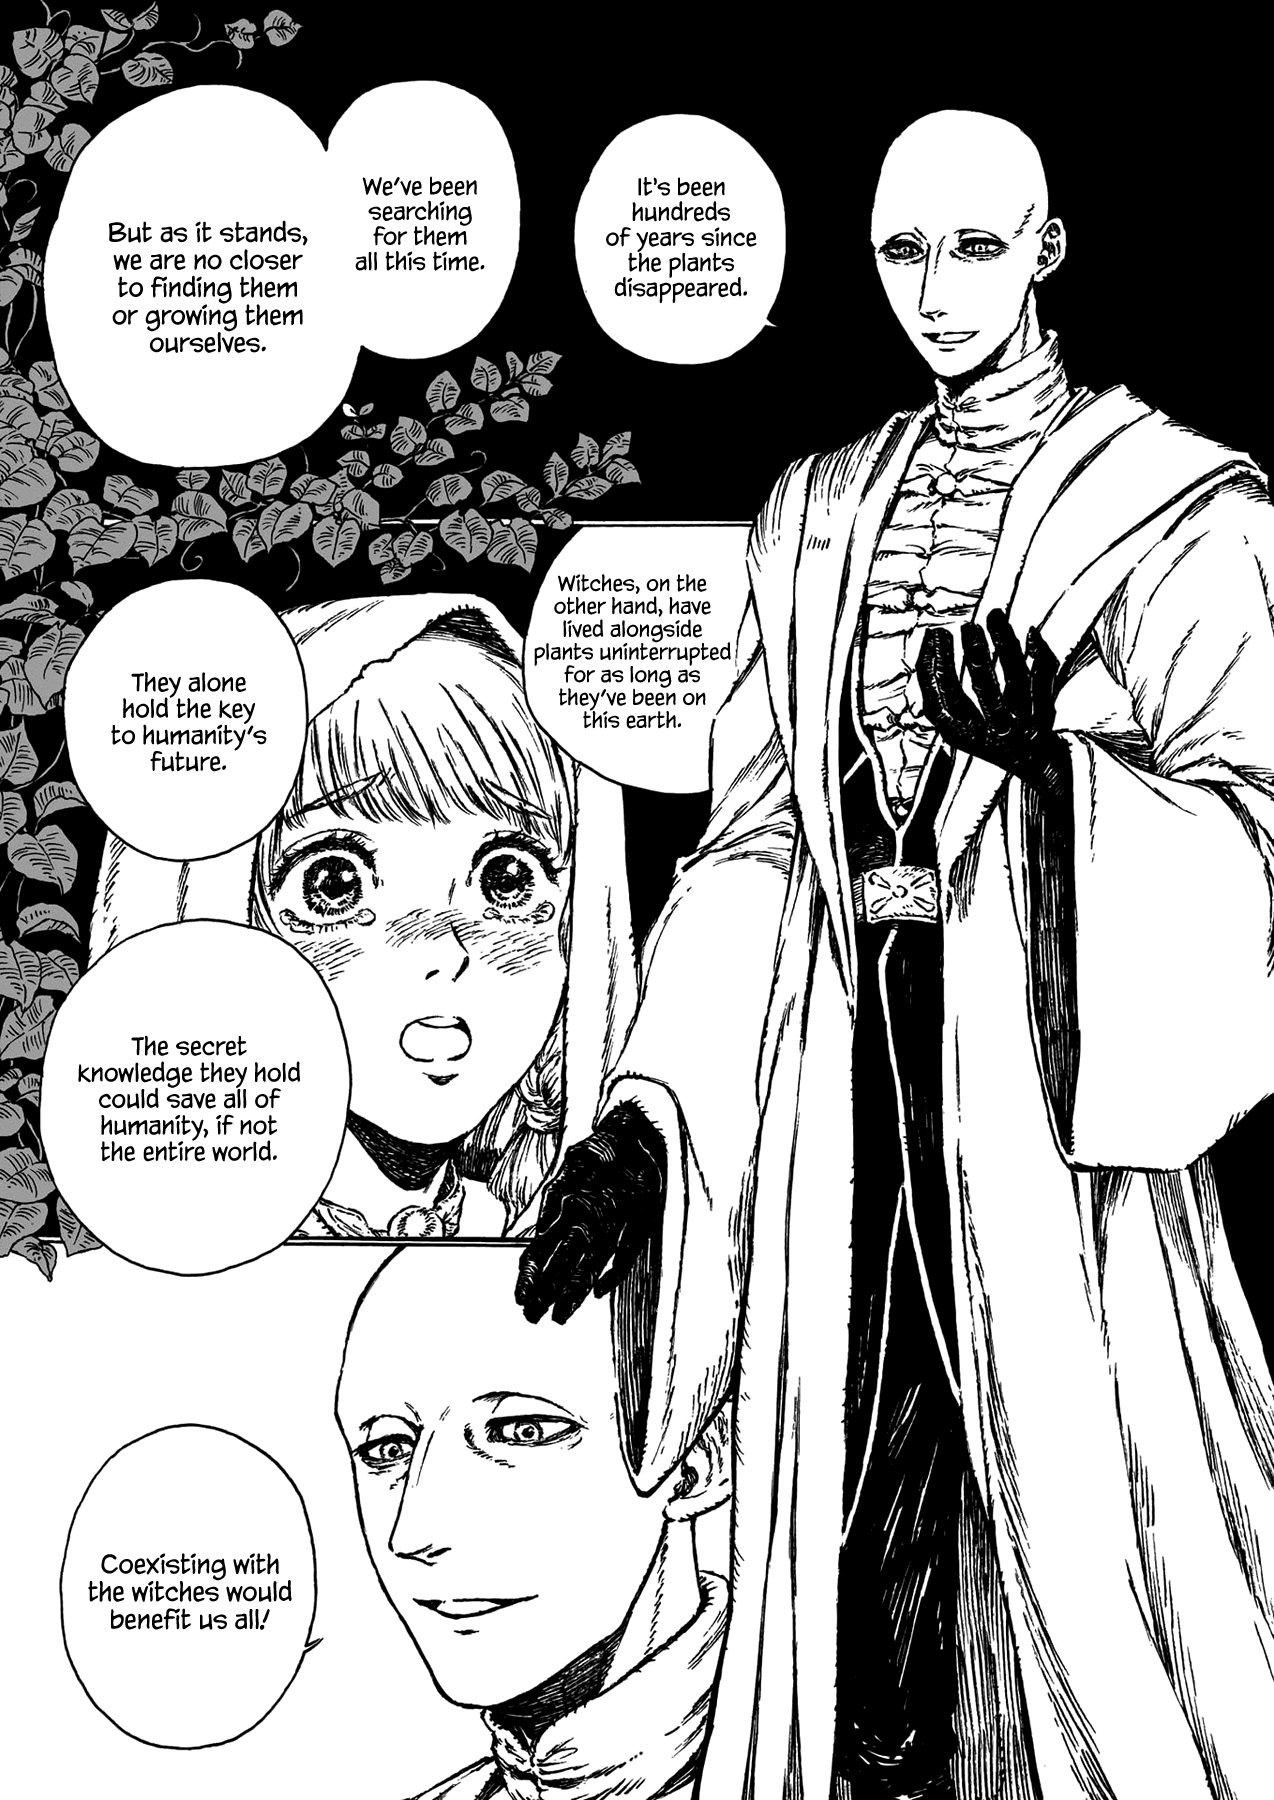 It's been
hundreds
of years since
the plants
disappeared.
We've been
searching
for them
all this time.
But as it stands,
we are no closer
to finding them
or growing them
ourselves.
Witches, on the
other hand, have
lived alongside
plants uninterrupted
for as long as
they've been on
this earth.
They alone
hold the key
to humanity's
future.
The secret
knowledge they hold
could save all of
humanity, if not
the entire world.
Coexisting with
the witches would
benefit us all!